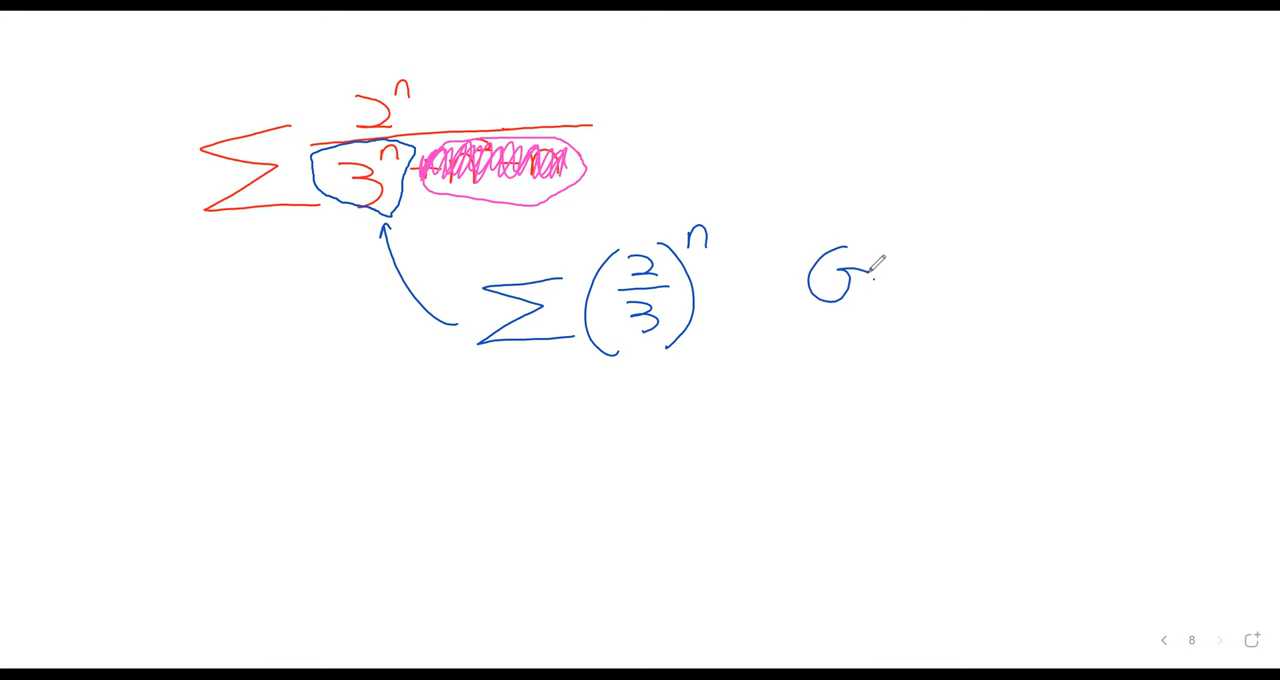 ∑ 2^n / 3^n
∑ (2/3)^n G
8